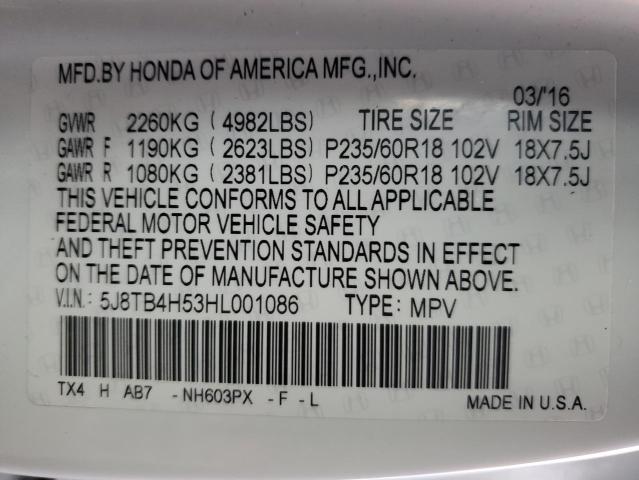 MFD.BY HONDA OF AMERICA MFG.,INC.
03/'16
GVWR 2260KG ( 4982LBS) TIRE SIZE RIM SIZE
GAWR F 1190KG ( 2623LBS) P235/60R18 102V 18X7.5J
GAWR R 1080KG ( 2381LBS) P235/60R18 102V 18X7.5J
THIS VEHICLE CONFORMS TO ALL APPLICABLE
FEDERAL MOTOR VEHICLE SAFETY
AND THEFT PREVENTION STANDARDS IN EFFECT
ON THE DATE OF MANUFACTURE SHOWN ABOVE.
V.I.N.: 5J8TB4H53HL001086 TYPE: MPV
TX4 H AB7 - NH603PX - F - L
MADE IN U.S.A.